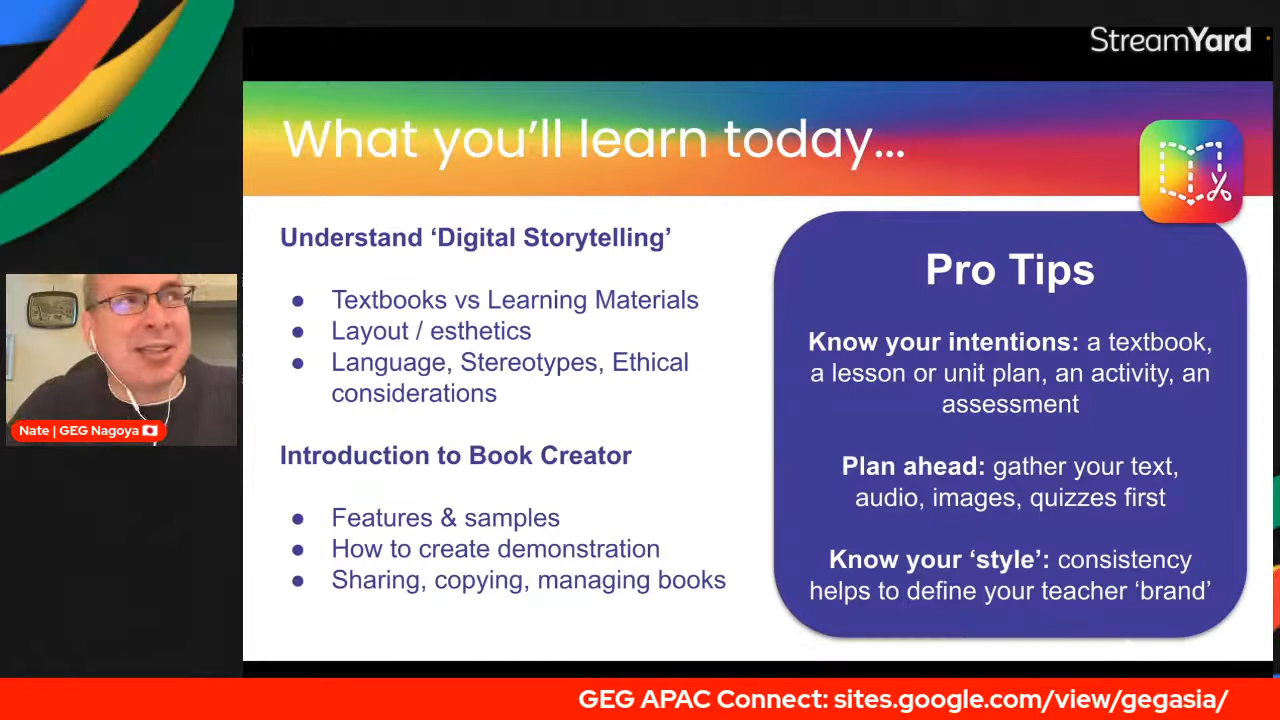 StreamYard
What you’ll learn today...
Understand ‘Digital Storytelling’
● Textbooks vs Learning Materials
● Layout / esthetics
● Language, Stereotypes, Ethical
considerations
Introduction to Book Creator
● Features & samples
● How to create demonstration
● Sharing, copying, managing books
Pro Tips
Know your intentions: a textbook,
a lesson or unit plan, an activity, an
assessment
Plan ahead: gather your text,
audio, images, quizzes first
Know your ‘style’: consistency
helps to define your teacher ‘brand’
Nate | GEG Nagoya 🇯🇵
GEG APAC Connect: sites.google.com/view/gegasia/